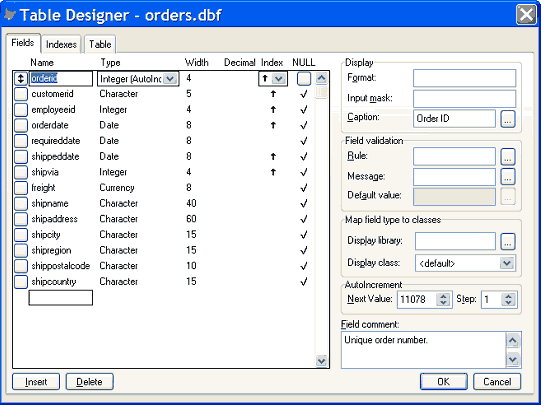 Table Designer - orders.dbf
Fields Indexes Table
Name Type Width Decimal Index NULL
orderid Integer (AutoInc 4 ↑
customerid Character 5 ↑ ✓
employeeid Integer 4 ↑ ✓
orderdate Date 8 ↑ ✓
requireddate Date 8 ✓
shippeddate Date 8 ↑ ✓
shipvia Integer 4 ↑ ✓
freight Currency 8 ✓
shipname Character 40 ✓
shipaddress Character 60 ✓
shipcity Character 15 ✓
shipregion Character 15 ✓
shippostalcode Character 10 ✓
shipcountry Character 15 ✓
Insert Delete
Display
Format:
Input mask:
Caption: Order ID ...
Field validation
Rule: ...
Message: ...
Default value: ...
Map field type to classes
Display library: ...
Display class: <default>
AutoIncrement
Next Value: 11078 Step: 1
Field comment:
Unique order number.
OK Cancel